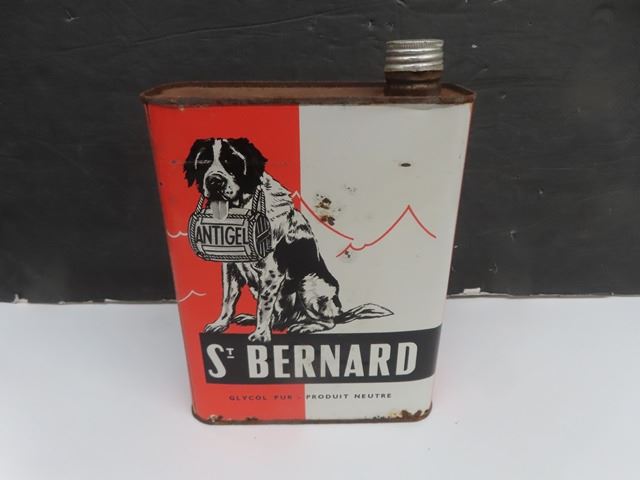 ANTIGEL
ST BERNARD
GLYCOL PUR - PRODUIT NEUTRE